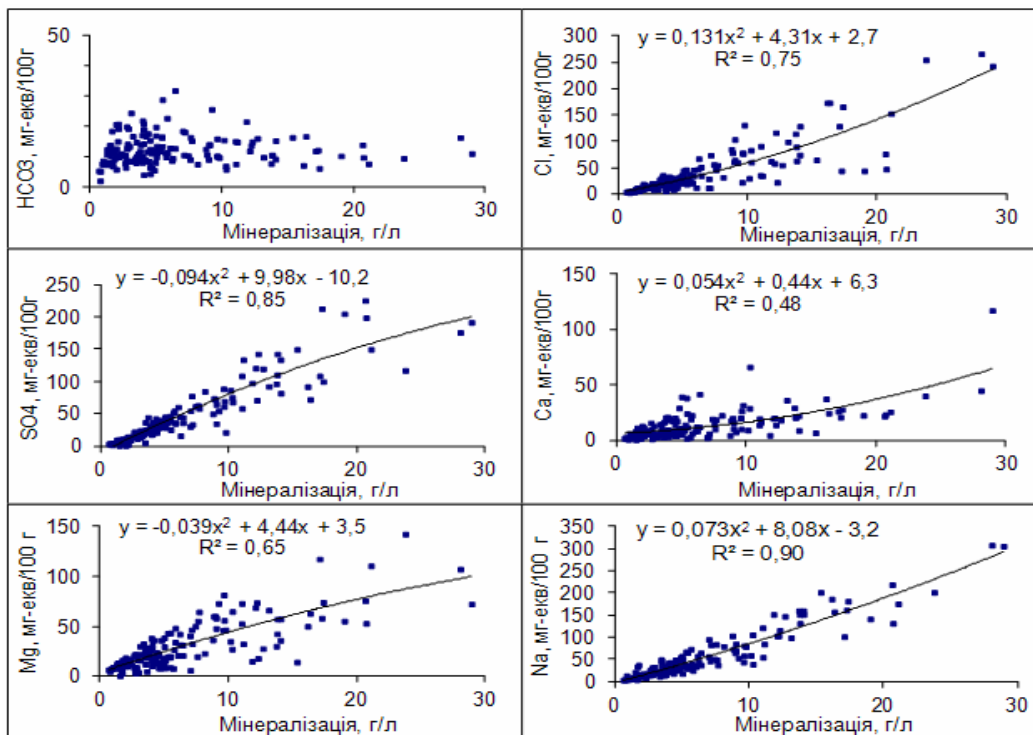 HCO3, мг-екв/100г
50
0
0
10
20
30
Мінералізація, г/л
y = 0,131x² + 4,31x + 2,7
R² = 0,75
Cl, мг-екв/100г
300
250
200
150
100
50
0
0
10
20
30
Мінералізація, г/л
y = -0,094x² + 9,98x - 10,2
R² = 0,85
SO4, мг-екв/100г
250
200
150
100
50
0
0
10
20
30
Мінералізація, г/л
y = 0,054x² + 0,44x + 6,3
R² = 0,48
Ca, мг-екв/100г
150
100
50
0
0
10
20
30
Мінералізація, г/л
y = -0,039x² + 4,44x + 3,5
R² = 0,65
Mg, мг-екв/100 г
150
100
50
0
0
10
20
30
Мінералізація, г/л
y = 0,073x² + 8,08x - 3,2
R² = 0,90
Na, мг-екв/100 г
350
300
250
200
150
100
50
0
0
10
20
30
Мінералізація, г/л